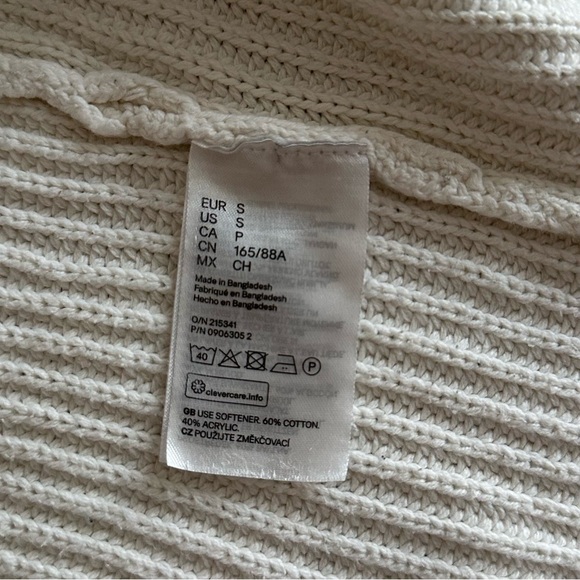 EUR S
US S
CA P
CN 165/88A
MX CH
Made in Bangladesh
Fabriqué en Bangladesh
Hecho en Bangladesh
O/N 215341
P/N 0906305 2
40 P
clevercare.info
GB USE SOFTENER. 60% COTTON.
40% ACRYLIC.
CZ POUŽIJTE ZMĚKČOVACÍ